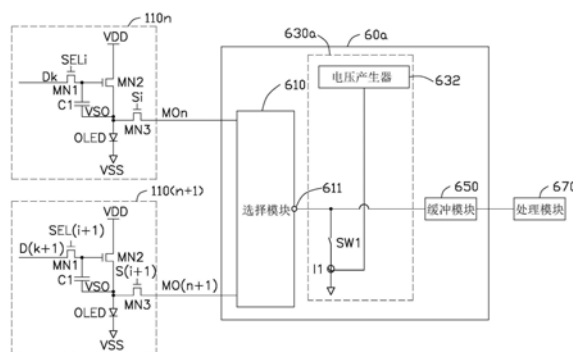 110n
VDD
SELi
Dk
MN1
MN2
C1
VSO
Si
MOn
MN3
OLED
VSS
110(n+1)
VDD
SEL(i+1)
D(k+1)
MN1
MN2
C1
VSO
S(i+1)
MO(n+1)
MN3
OLED
VSS
630a
60a
610
电压产生器
632
选择模块
611
650
缓冲模块
670
处理模块
SW1
I1